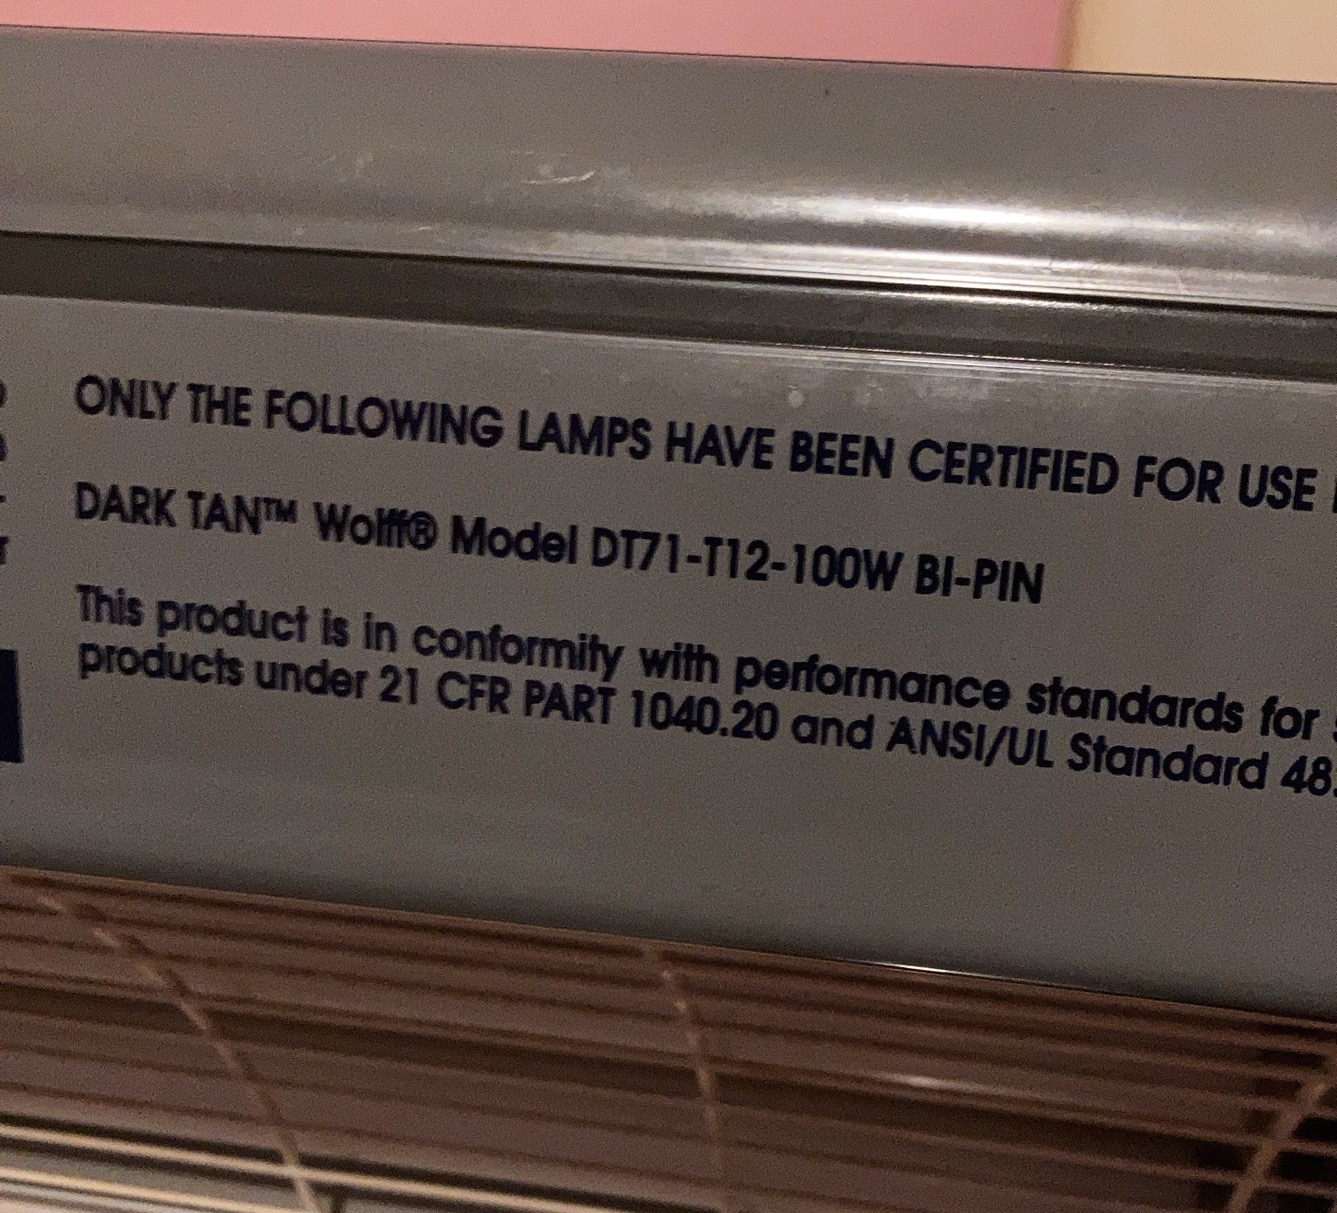 ONLY THE FOLLOWING LAMPS HAVE BEEN CERTIFIED FOR USE
DARK TAN™ Wolff® Model DT71-T12-100W BI-PIN
This product is in conformity with performance standards for
products under 21 CFR PART 1040.20 and ANSI/UL Standard